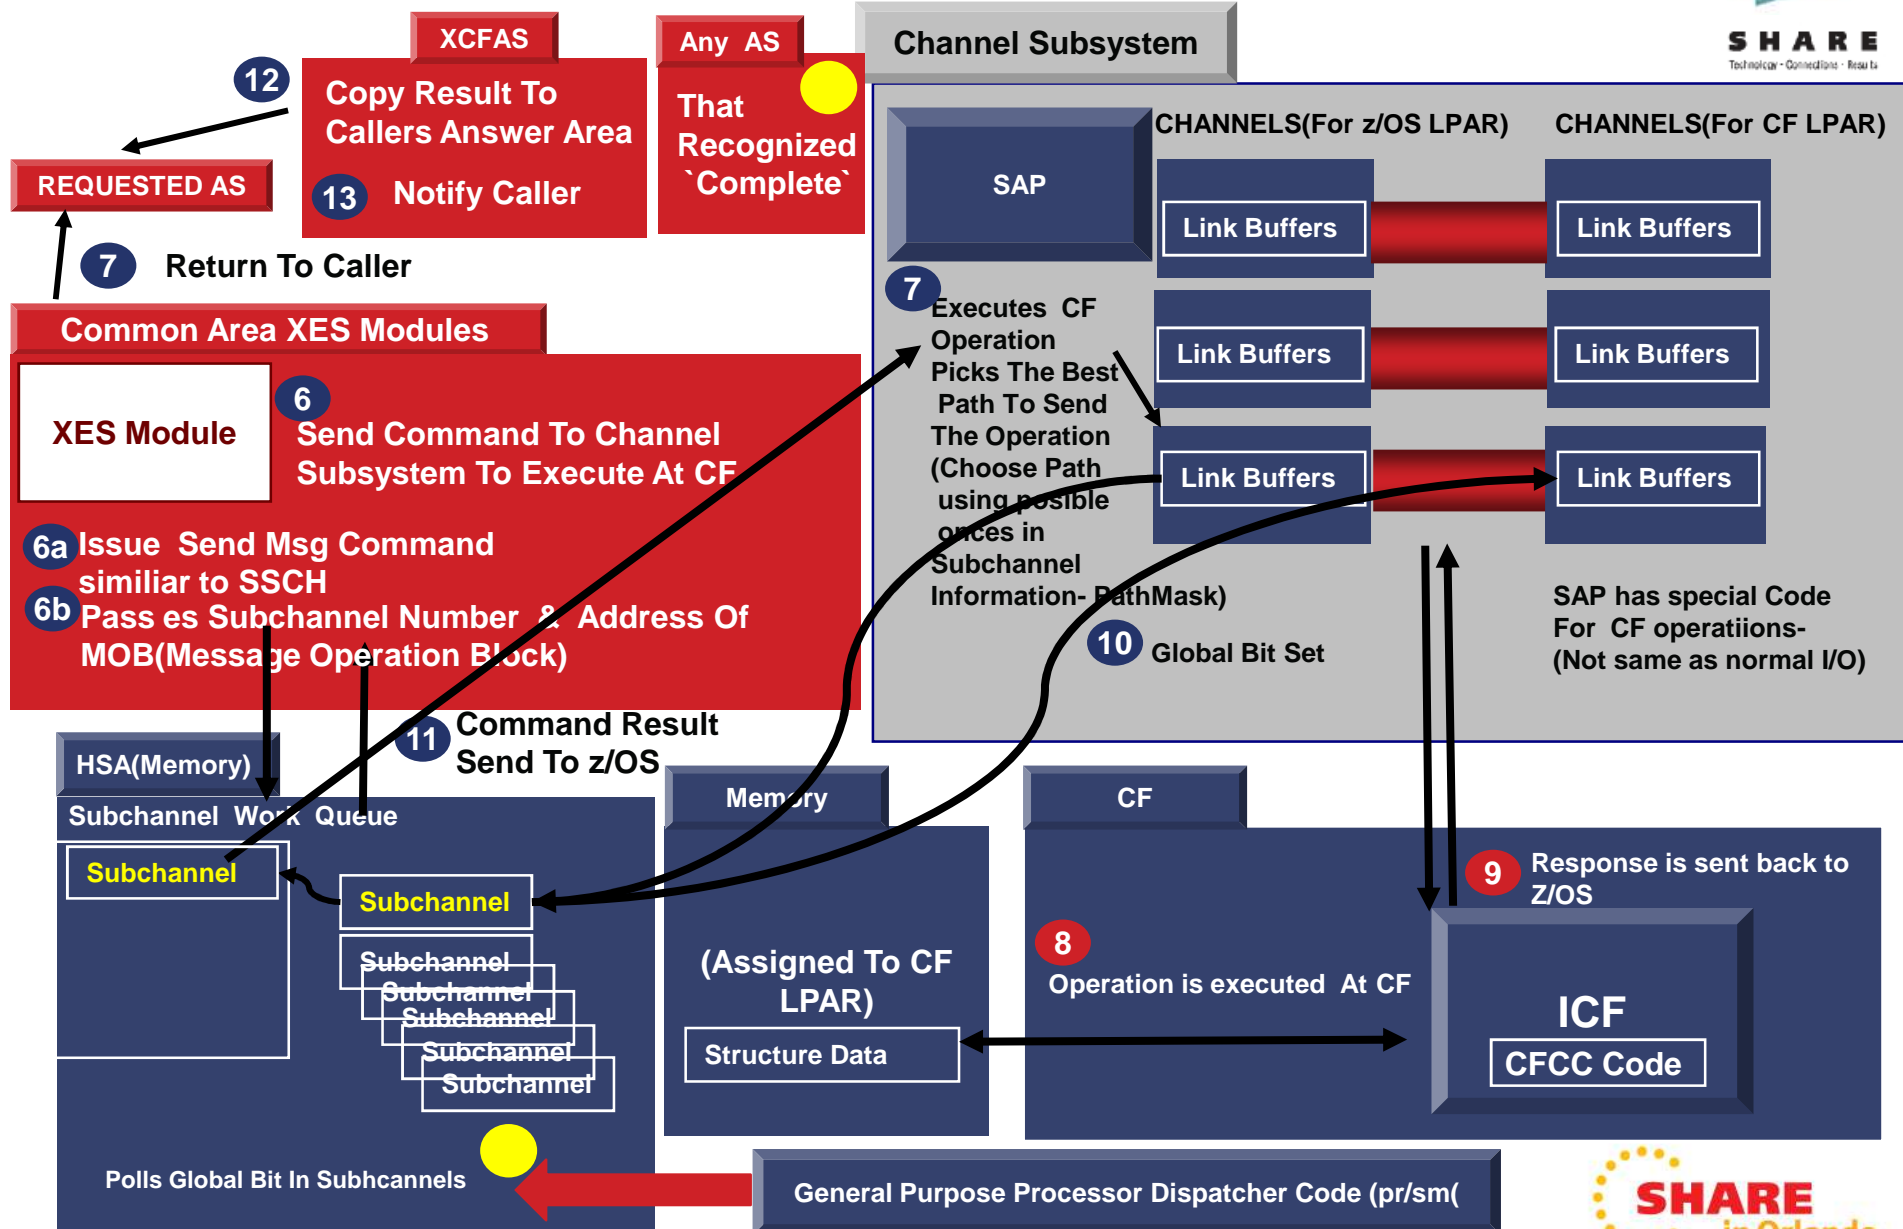 XCFAS
12
Copy Result To
Callers Answer Area
13
Notify Caller
Any AS
That
Recognized
`Complete`
REQUESTED AS
7
Return To Caller
Common Area XES Modules
XES Module
6
Send Command To Channel
Subsystem To Execute At CF
6a
Issue Send Msg Command
similiar to SSCH
6b
Pass es Subchannel Number & Address Of
MOB(Message Operation Block)
11
Command Result
Send To z/OS
HSA(Memory)
Subchannel Work Queue
Subchannel
Subchannel
Subchannel
Subchannel
Subchannel
Subchannel
Subchannel
Polls Global Bit In Subhcannels
Channel Subsystem
SHARE
Technology · Connections · Results
SAP
CHANNELS(For z/OS LPAR)
CHANNELS(For CF LPAR)
Link Buffers
Link Buffers
Link Buffers
Link Buffers
Link Buffers
Link Buffers
7
Executes CF
Operation
Picks The Best
Path To Send
The Operation
(Choose Path
using posible
onces in
Subchannel
Information- PathMask)
10
Global Bit Set
SAP has special Code
For CF operatiions-
(Not same as normal I/O)
Memory
(Assigned To CF
LPAR)
Structure Data
CF
8
Operation is executed At CF
9
Response is sent back to
Z/OS
ICF
CFCC Code
General Purpose Processor Dispatcher Code (pr/sm(
SHARE
in Orlando